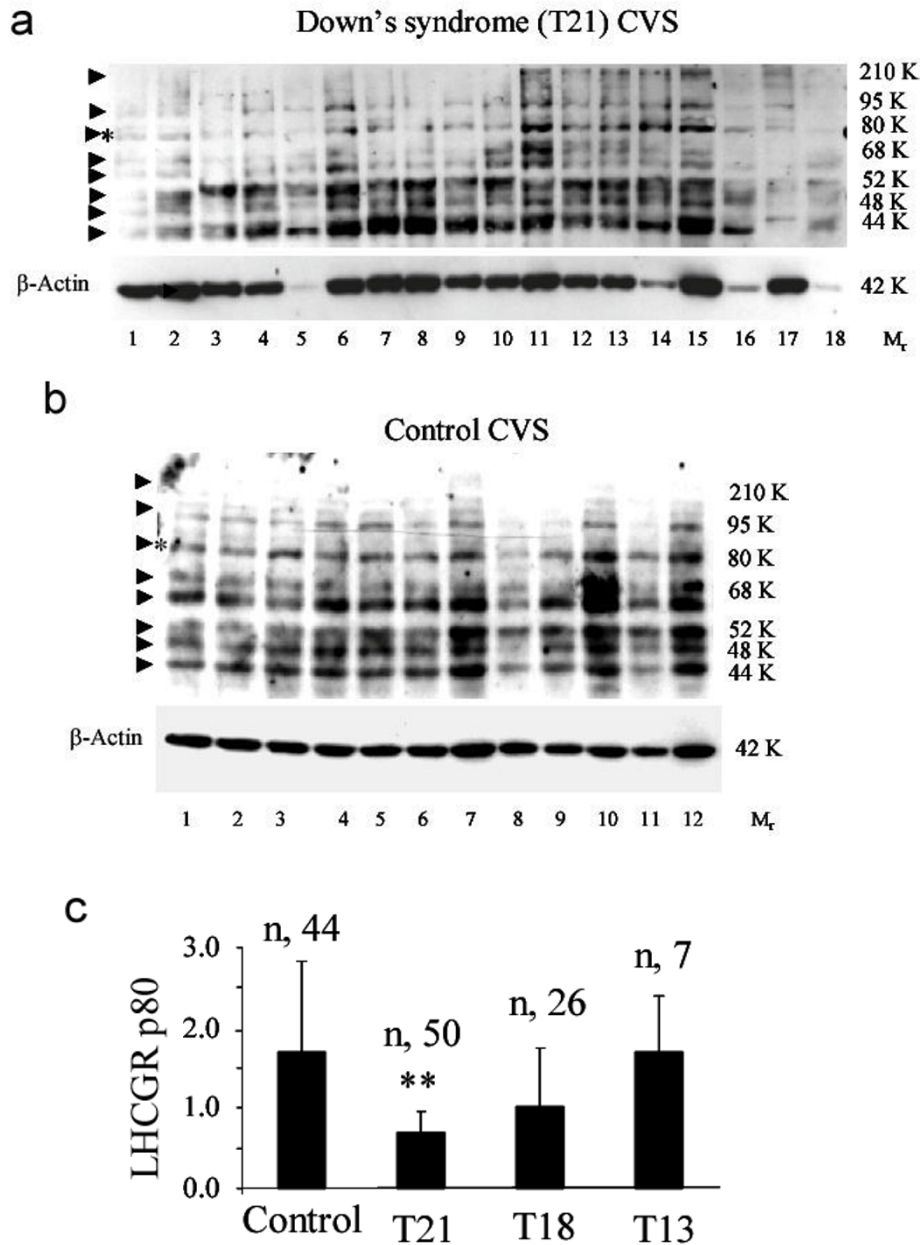 a
Down's syndrome (T21) CVS
210 K
95 K
*
80 K
68 K
52 K
48 K
44 K
β-Actin
42 K
1 2 3 4 5 6 7 8 9 10 11 12 13 14 15 16 17 18 Mr
b
Control CVS
210 K
95 K
*
80 K
68 K
52 K
48 K
44 K
β-Actin
42 K
1 2 3 4 5 6 7 8 9 10 11 12 Mr
c
LHCGR p80
3.0
2.0
1.0
0.0
n, 44
n, 50
**
n, 26
n, 7
Control T21 T18 T13